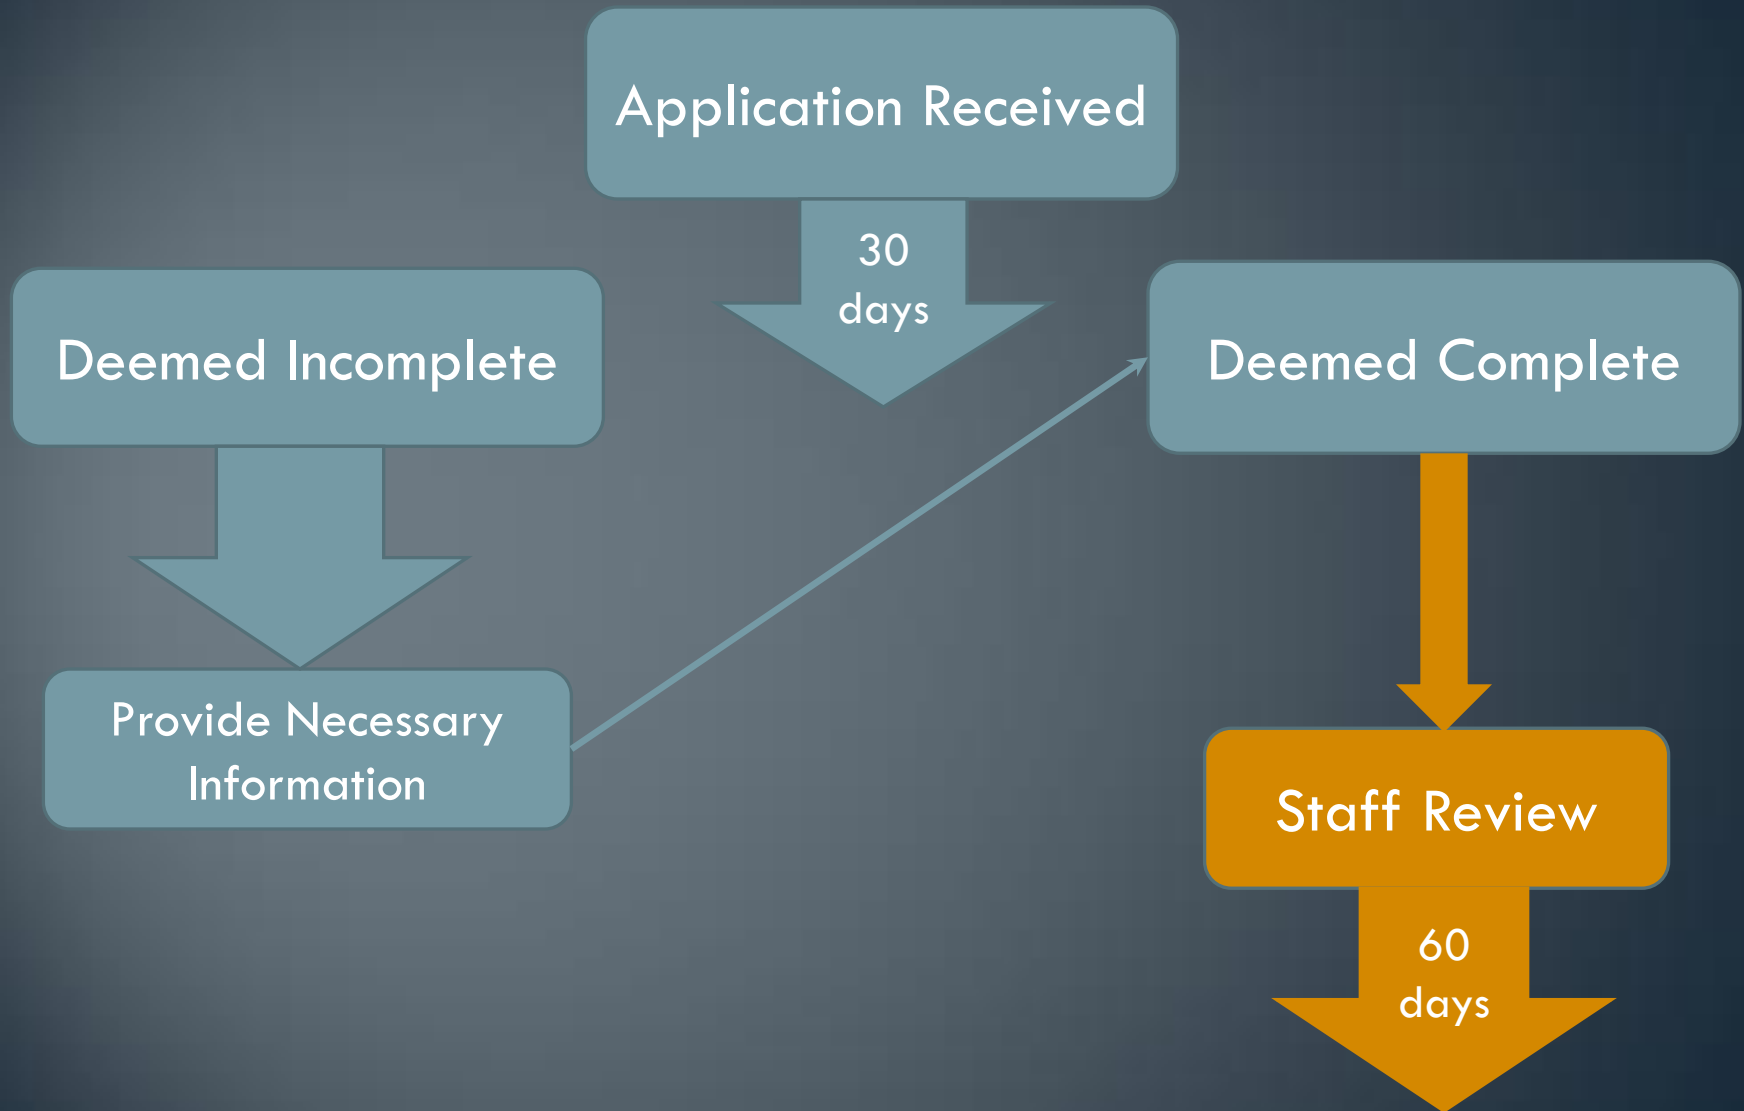 Application Received
30
days
Deemed Incomplete
Deemed Complete
Provide Necessary
Information
Staff Review
60
days